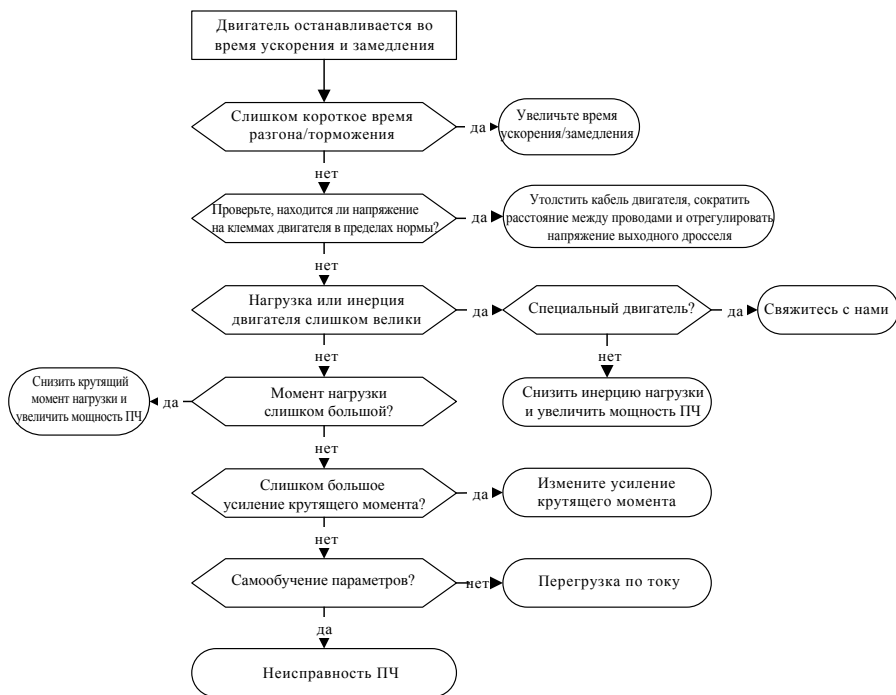 Двигатель останавливается во
время ускорения и замедления
Слишком короткое время
разгона/торможения
да
Увеличьте время
ускорения/замедления
нет
Проверьте, находится ли напряжение
на клеммах двигателя в пределах нормы?
да
Утолстить кабель двигателя, сократить
расстояние между проводами и отрегулировать
напряжение выходного дросселя
нет
Нагрузка или инерция
двигателя слишком велики
да
Специальный двигатель?
да
Свяжитесь с нами
нет
нет
Снизить крутящий
момент нагрузки и
увеличить мощность ПЧ
да
Момент нагрузки
слишком большой?
Снизить инерцию нагрузки
и увеличить мощность ПЧ
нет
Слишком большое
усиление крутящего момента?
да
Измените усиление
крутящего момента
нет
Самообучение параметров?
нет
Перегрузка по току
да
Неисправность ПЧ